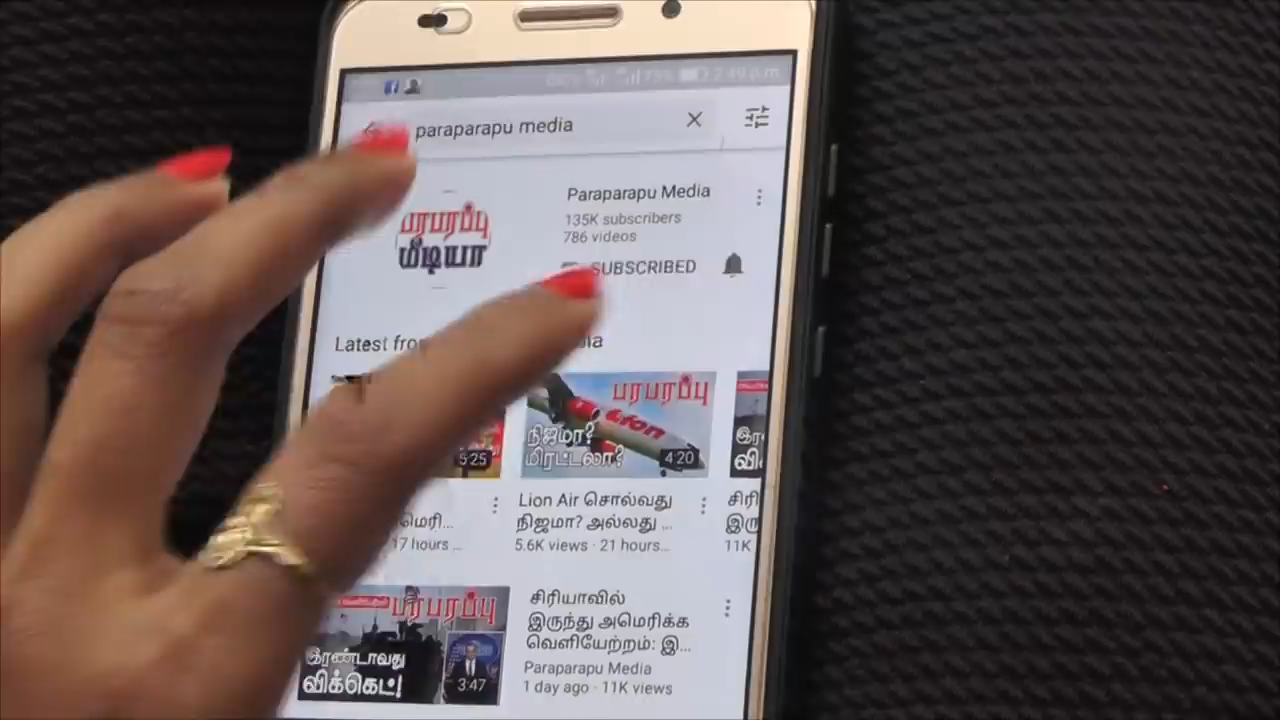 2:49 p.m.
paraparapu media
பரபரப்பு
மீடியா
Paraparapu Media
135K subscribers
786 videos
SUBSCRIBED
Latest
5:25
பரபரப்பு
Lion
நிஜமா?
மிரட்டலா?
4:20
17 hours ...
Lion Air சொல்வது
நிஜமா? அல்லது ...
5.6K views · 21 hours...
11K
பரபரப்பு
இரண்டாவது
விக்கெட்!
3:47
சிரியாவில்
இருந்து அமெரிக்க
வெளியேற்றம்: இ...
Paraparapu Media
1 day ago · 11K views